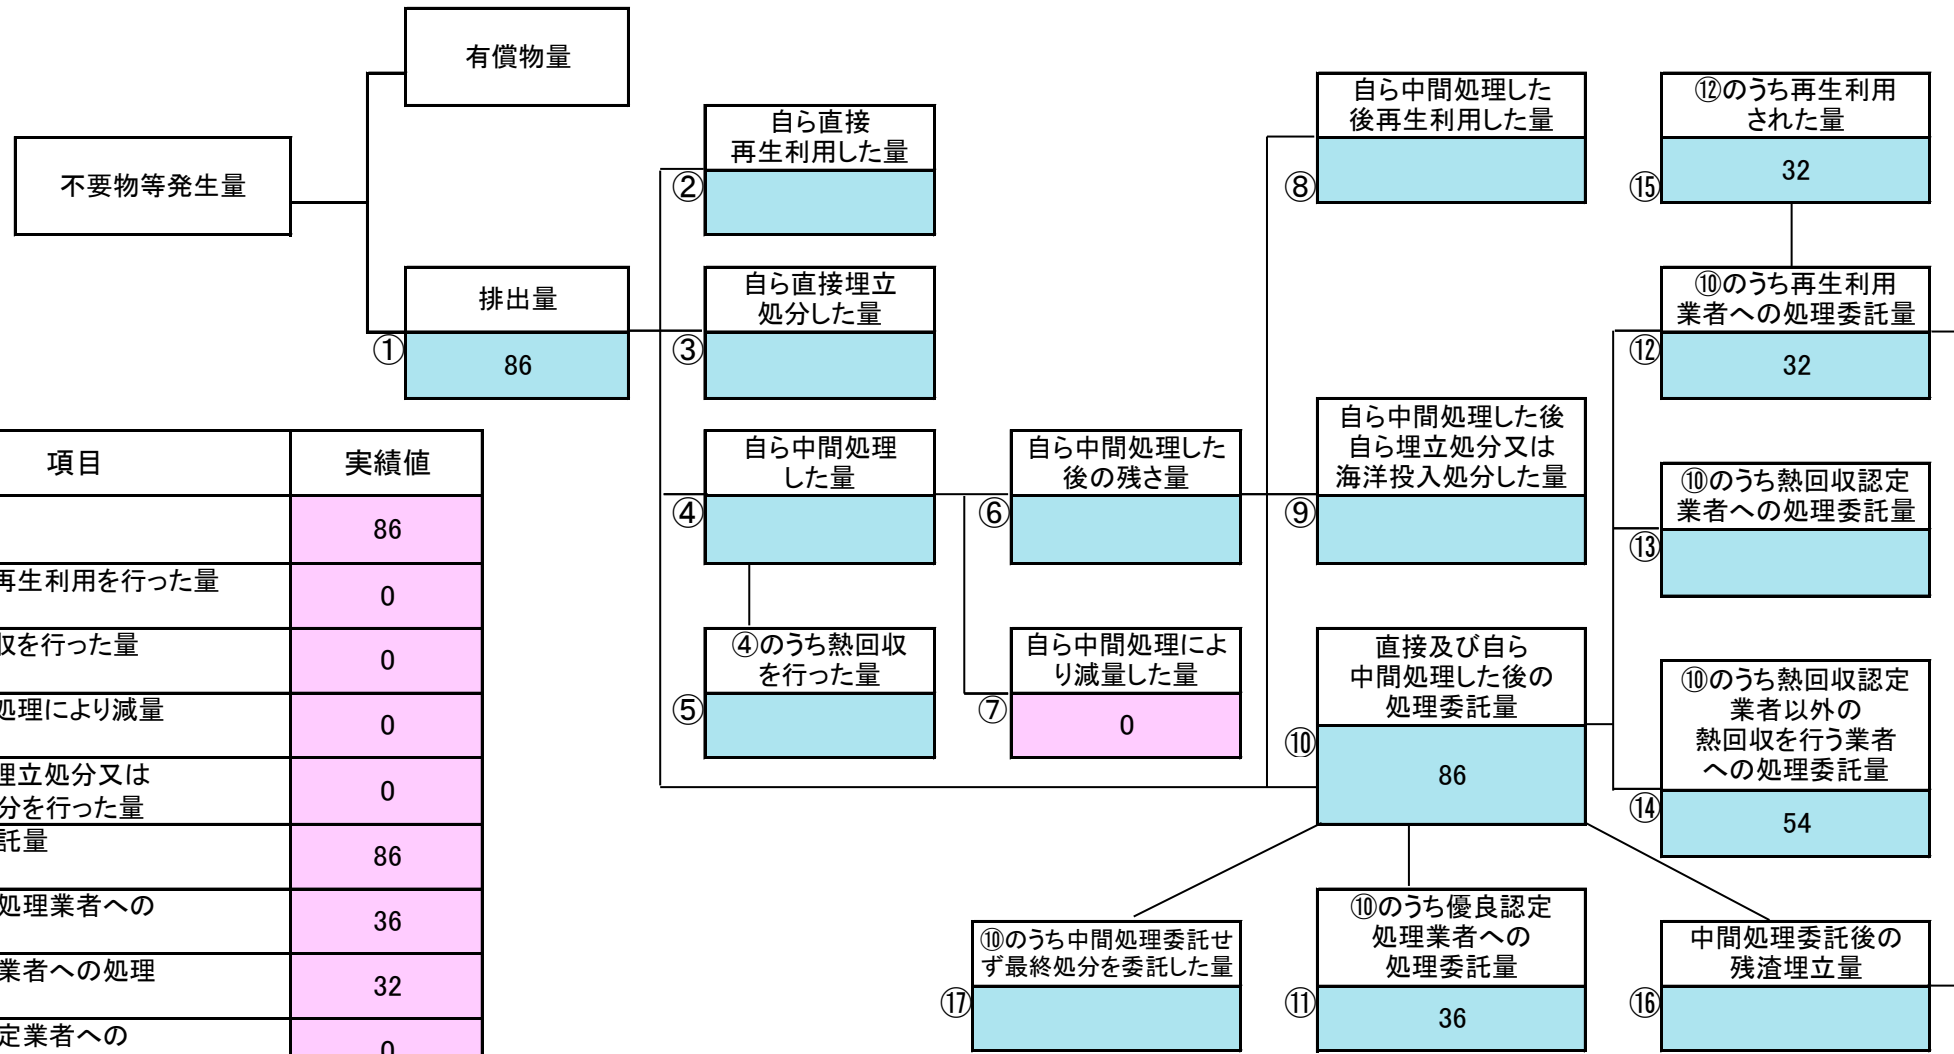 有償物量
不要物等発生量
排出量
①
86
自ら直接
再生利用した量
②
自ら直接埋立
処分した量
③
自ら中間処理
した量
④
④のうち熱回収
を行った量
⑤
自ら中間処理した
後の残さ量
⑥
自ら中間処理によ
り減量した量
⑦
0
自ら中間処理した
後再生利用した量
⑧
自ら中間処理した後
自ら埋立処分又は
海洋投入処分した量
⑨
直接及び自ら
中間処理した後の
処理委託量
⑩
86
⑫のうち再生利用
された量
⑮
32
⑩のうち再生利用
業者への処理委託量
⑫
32
⑩のうち熱回収認定
業者への処理委託量
⑬
⑩のうち熱回収認定
業者以外の
熱回収を行う業者
への処理委託量
⑭
54
⑩のうち中間処理委託せ
ず最終処分を委託した量
⑰
⑩のうち優良認定
処理業者への
処理委託量
⑪
36
中間処理委託後の
残渣埋立量
⑯
項目 実績値
86
再生利用を行った量
0
収を行った量
0
処理により減量
0
埋立処分又は
分を行った量
0
託量
86
処理業者への
36
業者への処理
32
定業者への
0